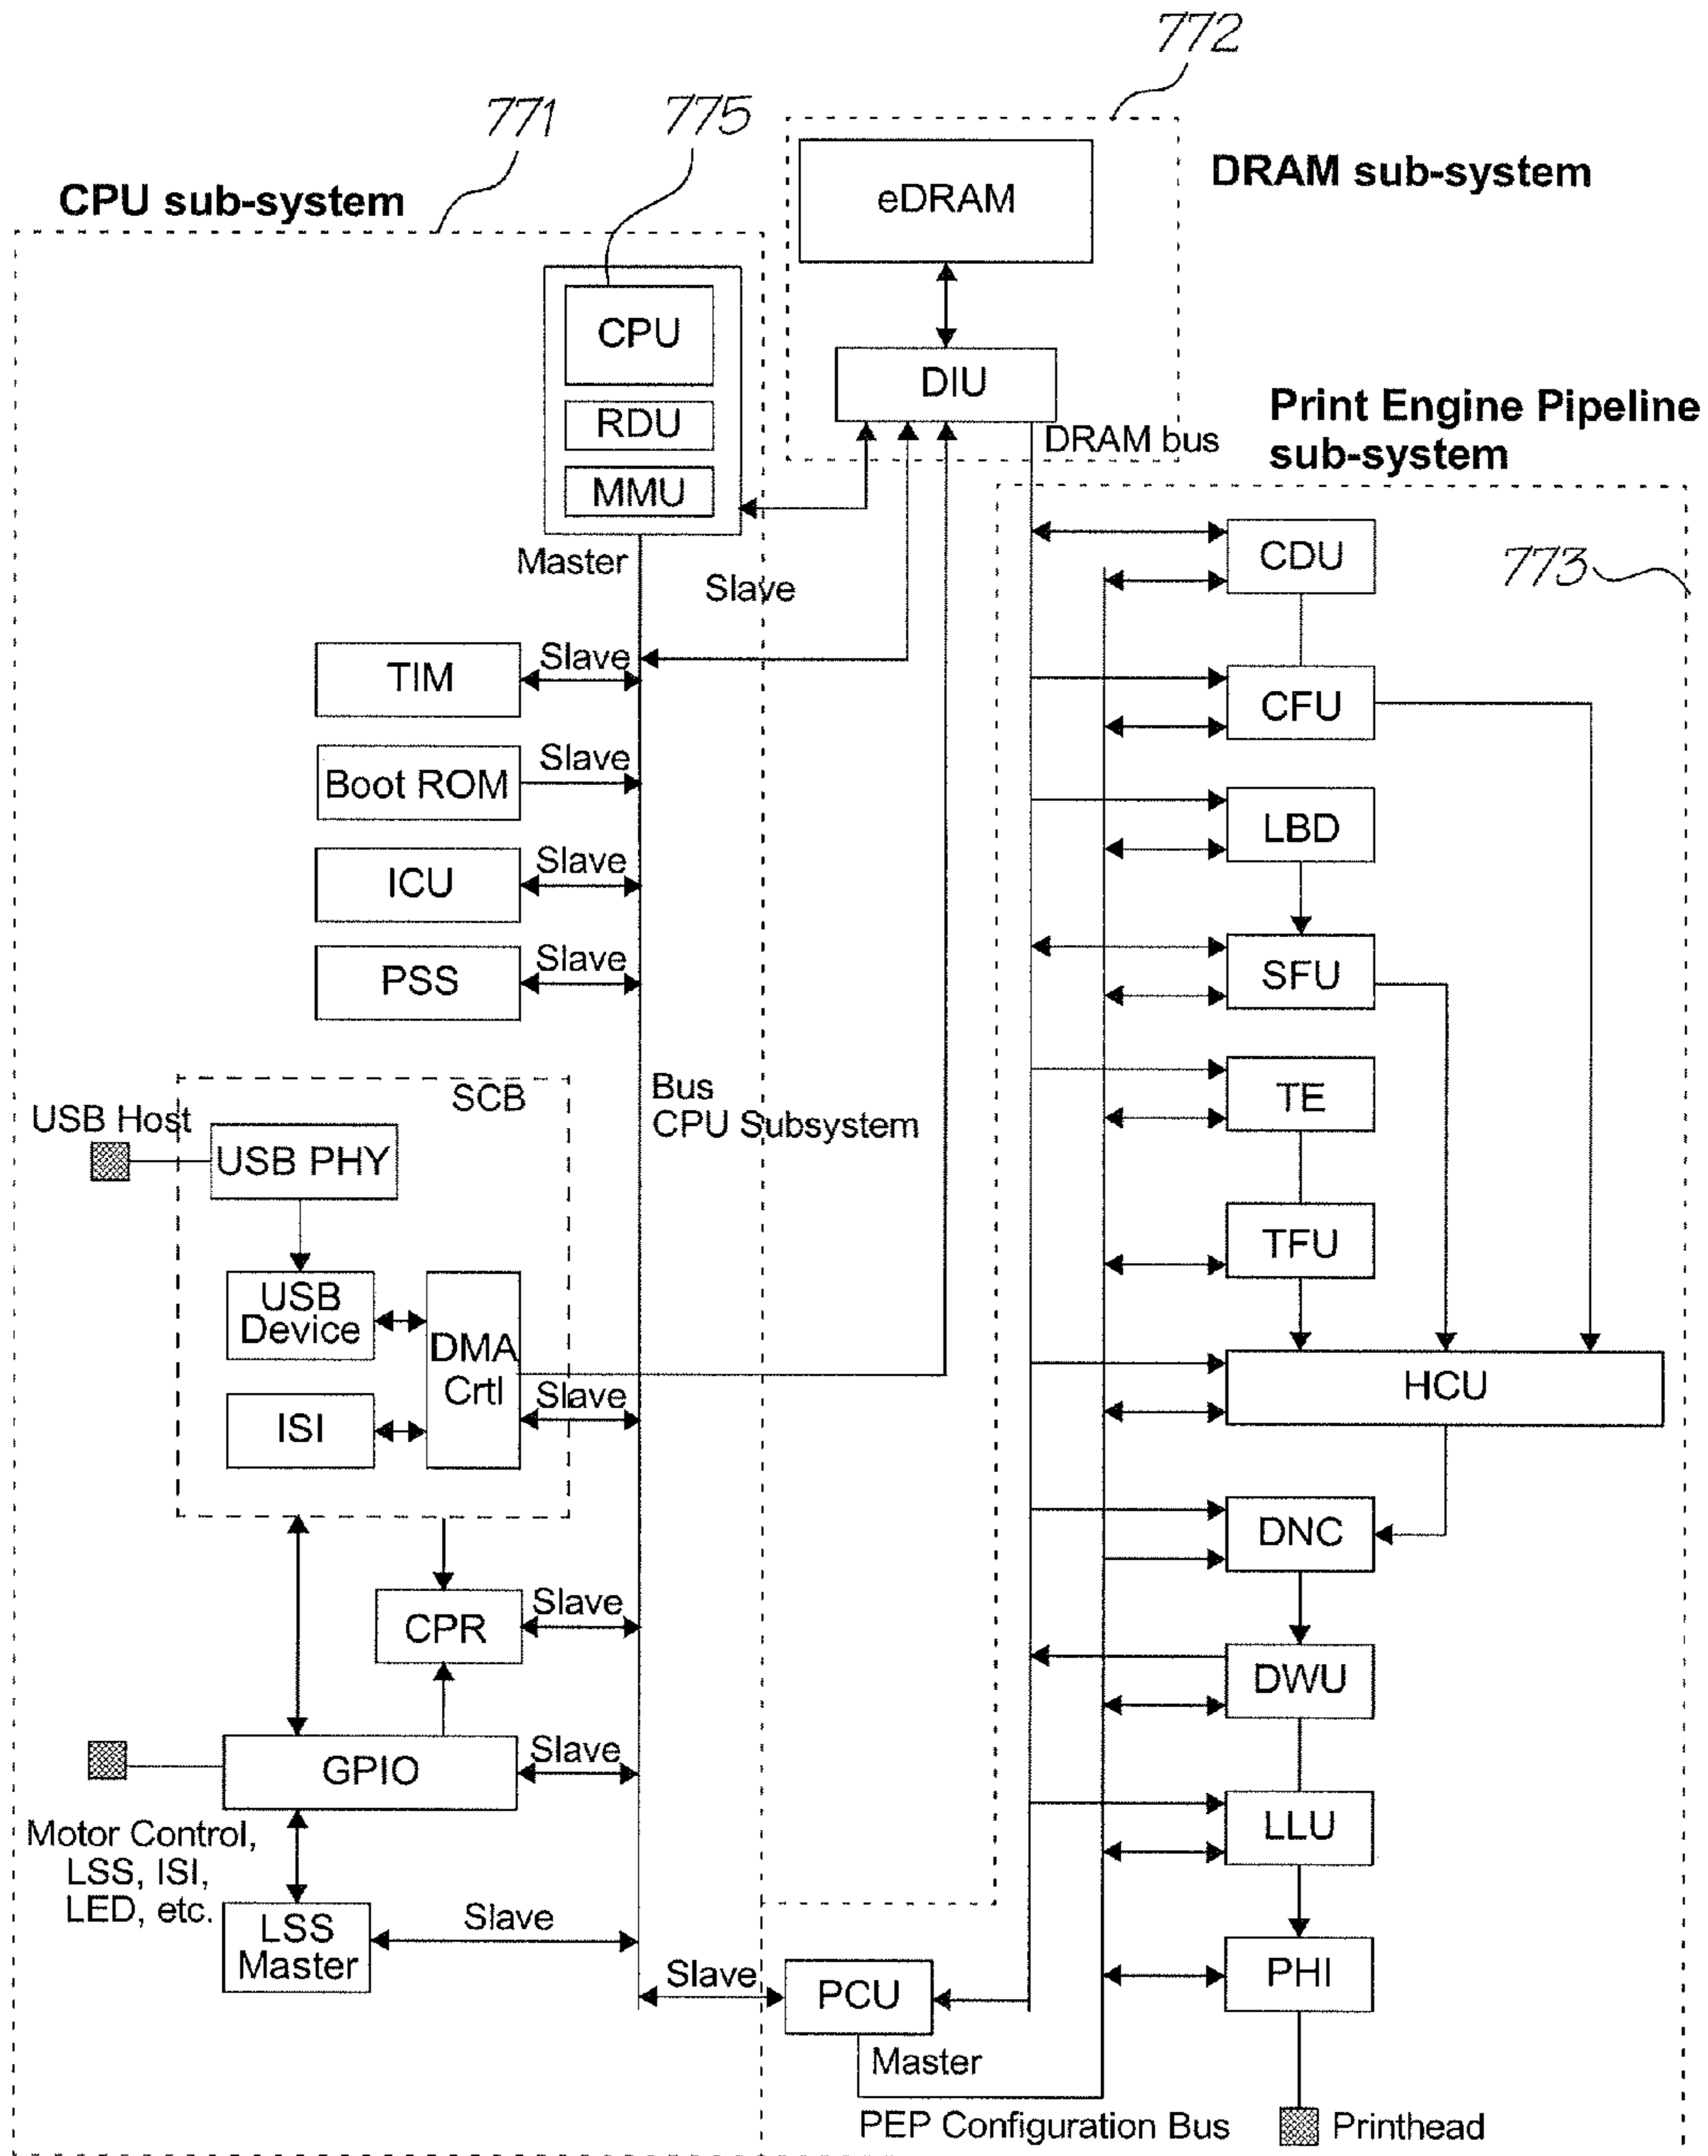 772
771
775
CPU sub-system
DRAM sub-system
eDRAM
CPU
RDU
MMU
DIU
DRAM bus
Print Engine Pipeline
sub-system
773
Master
Slave
TIM
Slave
Boot ROM
Slave
ICU
Slave
PSS
Slave
SCB
USB Host
USB PHY
Bus
CPU Subsystem
USB
Device
DMA
Crtl
ISI
Slave
CPR
Slave
GPIO
Slave
Motor Control,
LSS, ISI,
LED, etc.
LSS
Master
Slave
Slave
PCU
Master
PEP Configuration Bus
CDU
CFU
LBD
SFU
TE
TFU
HCU
DNC
DWU
LLU
PHI
Printhead